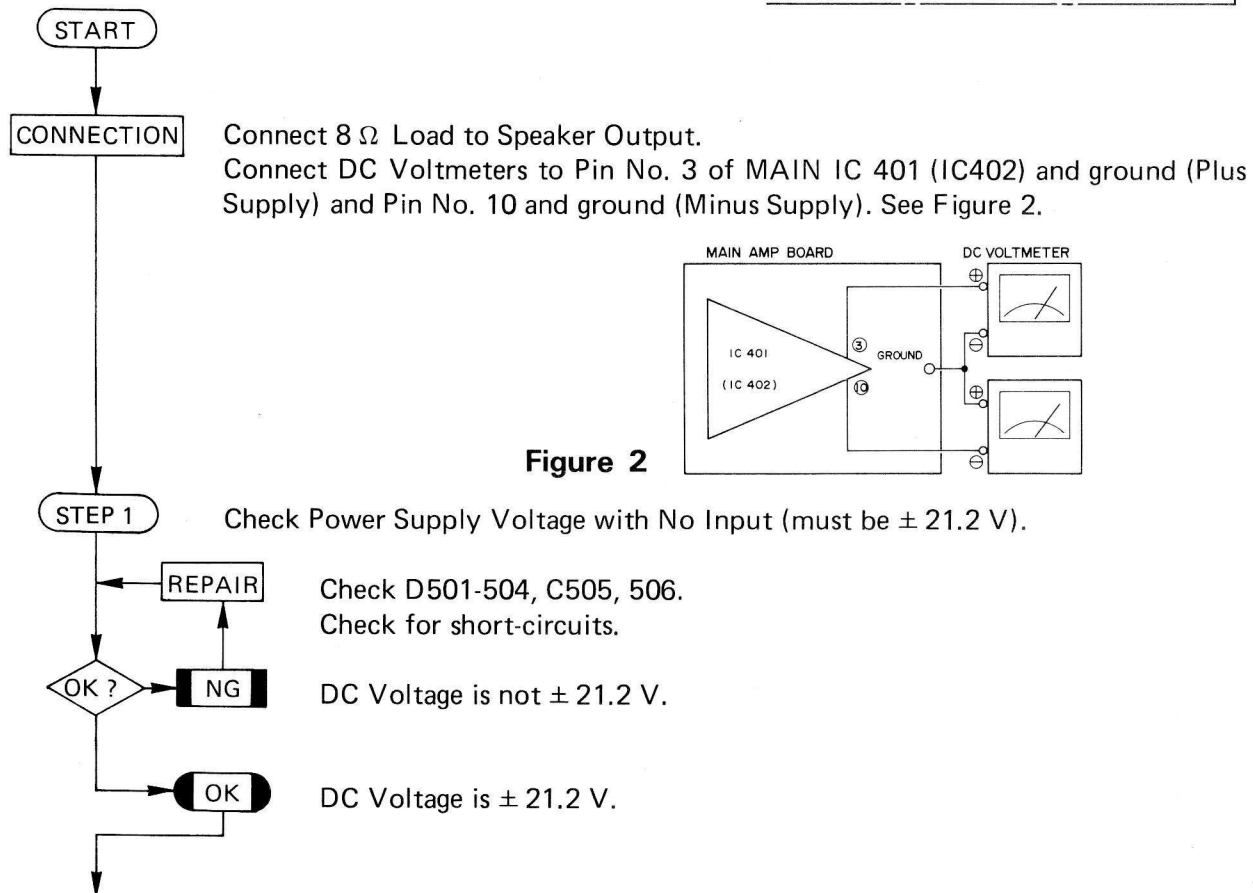 START
CONNECTION
Connect 8 Ω Load to Speaker Output.
Connect DC Voltmeters to Pin No. 3 of MAIN IC 401 (IC402) and ground (Plus
Supply) and Pin No. 10 and ground (Minus Supply). See Figure 2.
MAIN AMP BOARD
DC VOLTMETER
⊕
IC 401
(IC 402)
③
GROUND
⑩
⊖
⊕
⊖
Figure 2
STEP 1
Check Power Supply Voltage with No Input (must be ± 21.2 V).
REPAIR
Check D501-504, C505, 506.
Check for short-circuits.
OK ?
NG
DC Voltage is not ± 21.2 V.
OK
DC Voltage is ± 21.2 V.